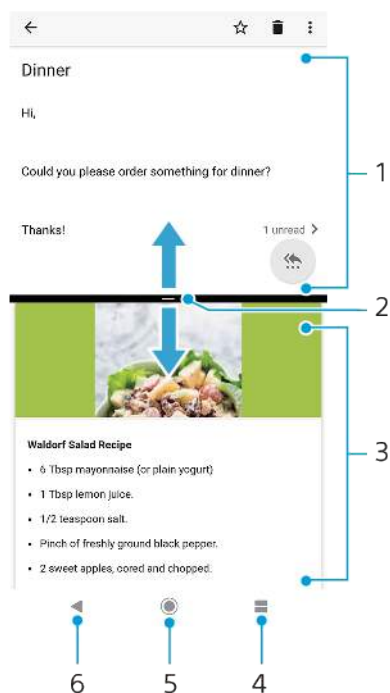 Dinner
Hi,
1
Could you please order something for dinner?
Thanks!
1 unread
2
3
Waldorf Salad Recipe
• 6 Tbsp mayonnaise (or plain yogurt)
• 1 Tbsp lemon juice.
• 1/2 teaspoon salt.
• Pinch of freshly ground black pepper.
• 2 sweet apples, cored and chopped.
6 5 4